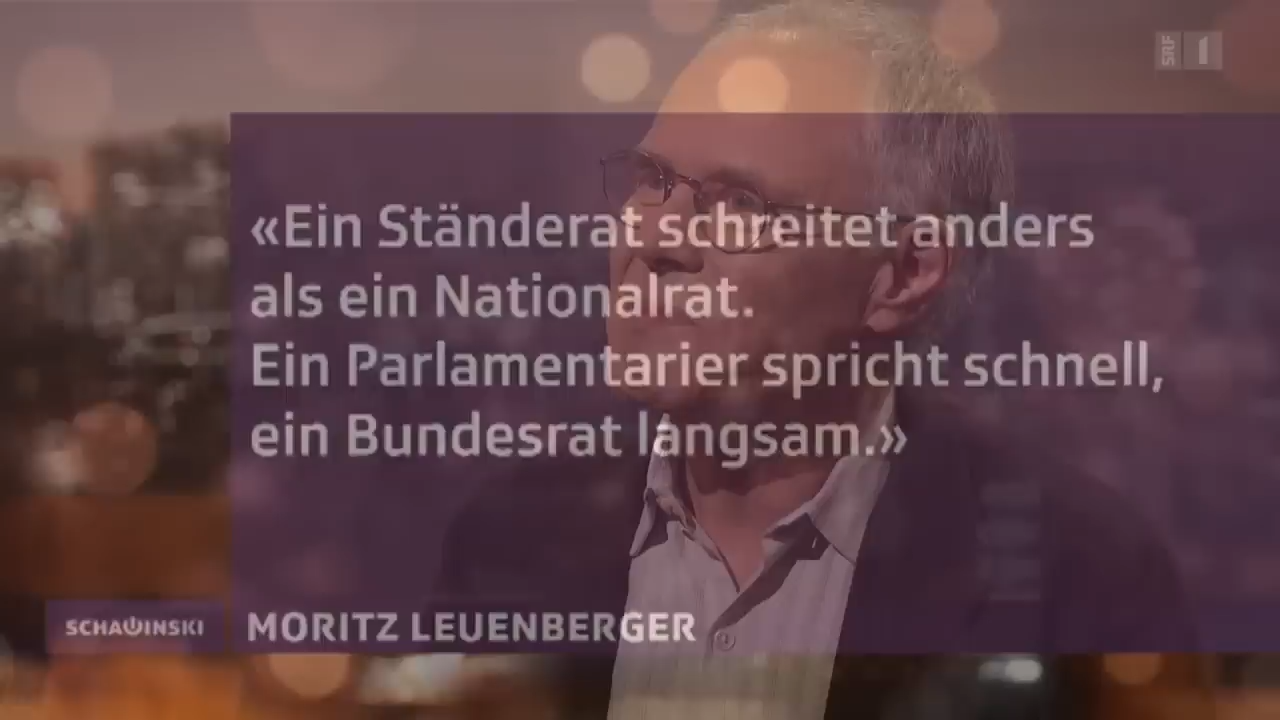 SRF 1
«Ein Ständerat schreitet anders
als ein Nationalrat.
Ein Parlamentarier spricht schnell,
ein Bundesrat langsam.»
SCHAWINSKI
MORITZ LEUENBERGER